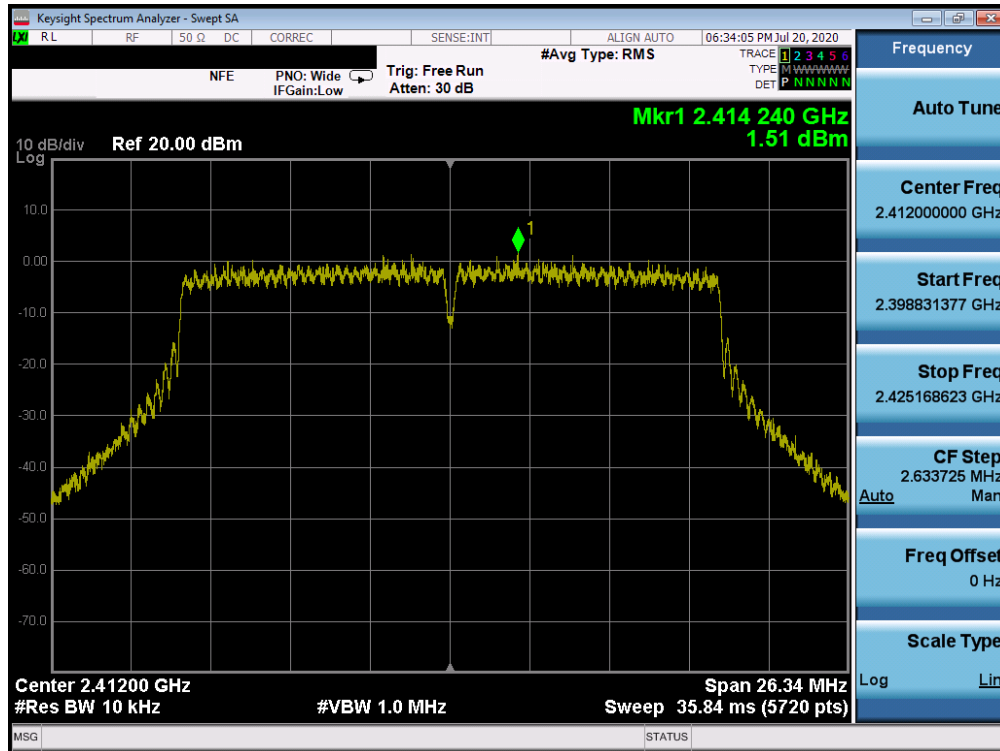 Keysight Spectrum Analyzer - Swept SA
LXI RL RF 50 Ω DC CORREC SENSE:INT ALIGN AUTO 06:34:05 PM Jul 20, 2020
NFE PNO: Wide Trig: Free Run #Avg Type: RMS TRACE 1 2 3 4 5 6
IFGain:Low Atten: 30 dB TYPE M WWWWW
DET P N N N N N
Mkr1 2.414 240 GHz
1.51 dBm
10 dB/div Ref 20.00 dBm
Log
10.0
1
0.00
-10.0
-20.0
-30.0
-40.0
-50.0
-60.0
-70.0
Center 2.41200 GHz Span 26.34 MHz
#Res BW 10 kHz #VBW 1.0 MHz Sweep 35.84 ms (5720 pts)
MSG STATUS
Frequency
Auto Tune
Center Freq
2.412000000 GHz
Start Freq
2.398831377 GHz
Stop Freq
2.425168623 GHz
CF Step
2.633725 MHz
Auto Man
Freq Offset
0 Hz
Scale Type
Log Lin